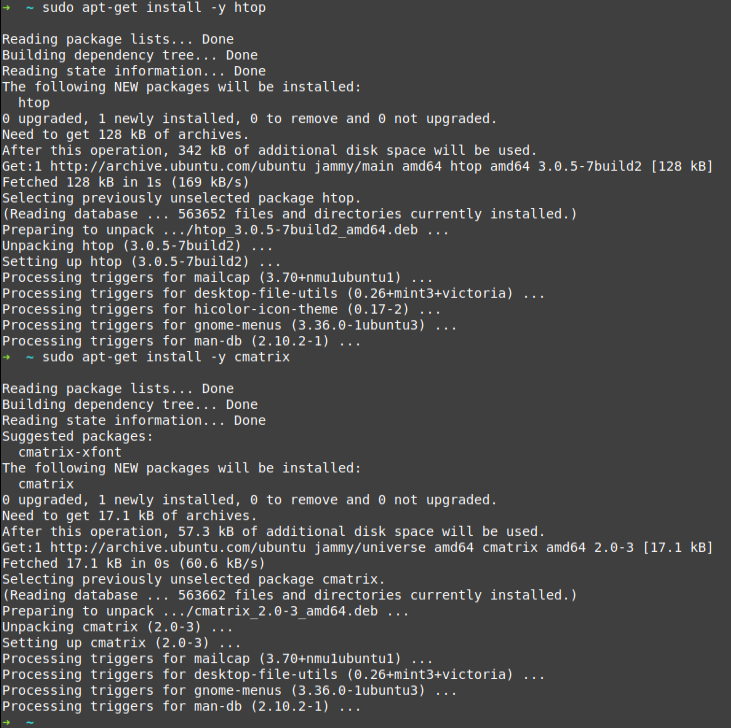 ➜  ~ sudo apt-get install -y htop
Reading package lists... Done
Building dependency tree... Done
Reading state information... Done
The following NEW packages will be installed:
  htop
0 upgraded, 1 newly installed, 0 to remove and 0 not upgraded.
Need to get 128 kB of archives.
After this operation, 342 kB of additional disk space will be used.
Get:1 http://archive.ubuntu.com/ubuntu jammy/main amd64 htop amd64 3.0.5-7build2 [128 kB]
Fetched 128 kB in 1s (169 kB/s)
Selecting previously unselected package htop.
(Reading database ... 563652 files and directories currently installed.)
Preparing to unpack .../htop_3.0.5-7build2_amd64.deb ...
Unpacking htop (3.0.5-7build2) ...
Setting up htop (3.0.5-7build2) ...
Processing triggers for mailcap (3.70+nmu1ubuntu1) ...
Processing triggers for desktop-file-utils (0.26+mint3+victoria) ...
Processing triggers for hicolor-icon-theme (0.17-2) ...
Processing triggers for gnome-menus (3.36.0-1ubuntu3) ...
Processing triggers for man-db (2.10.2-1) ...
➜  ~ sudo apt-get install -y cmatrix
Reading package lists... Done
Building dependency tree... Done
Reading state information... Done
Suggested packages:
  cmatrix-xfont
The following NEW packages will be installed:
  cmatrix
0 upgraded, 1 newly installed, 0 to remove and 0 not upgraded.
Need to get 17.1 kB of archives.
After this operation, 57.3 kB of additional disk space will be used.
Get:1 http://archive.ubuntu.com/ubuntu jammy/universe amd64 cmatrix amd64 2.0-3 [17.1 kB]
Fetched 17.1 kB in 0s (60.6 kB/s)
Selecting previously unselected package cmatrix.
(Reading database ... 563662 files and directories currently installed.)
Preparing to unpack .../cmatrix_2.0-3_amd64.deb ...
Unpacking cmatrix (2.0-3) ...
Setting up cmatrix (2.0-3) ...
Processing triggers for mailcap (3.70+nmu1ubuntu1) ...
Processing triggers for desktop-file-utils (0.26+mint3+victoria) ...
Processing triggers for gnome-menus (3.36.0-1ubuntu3) ...
Processing triggers for man-db (2.10.2-1) ...
➜  ~